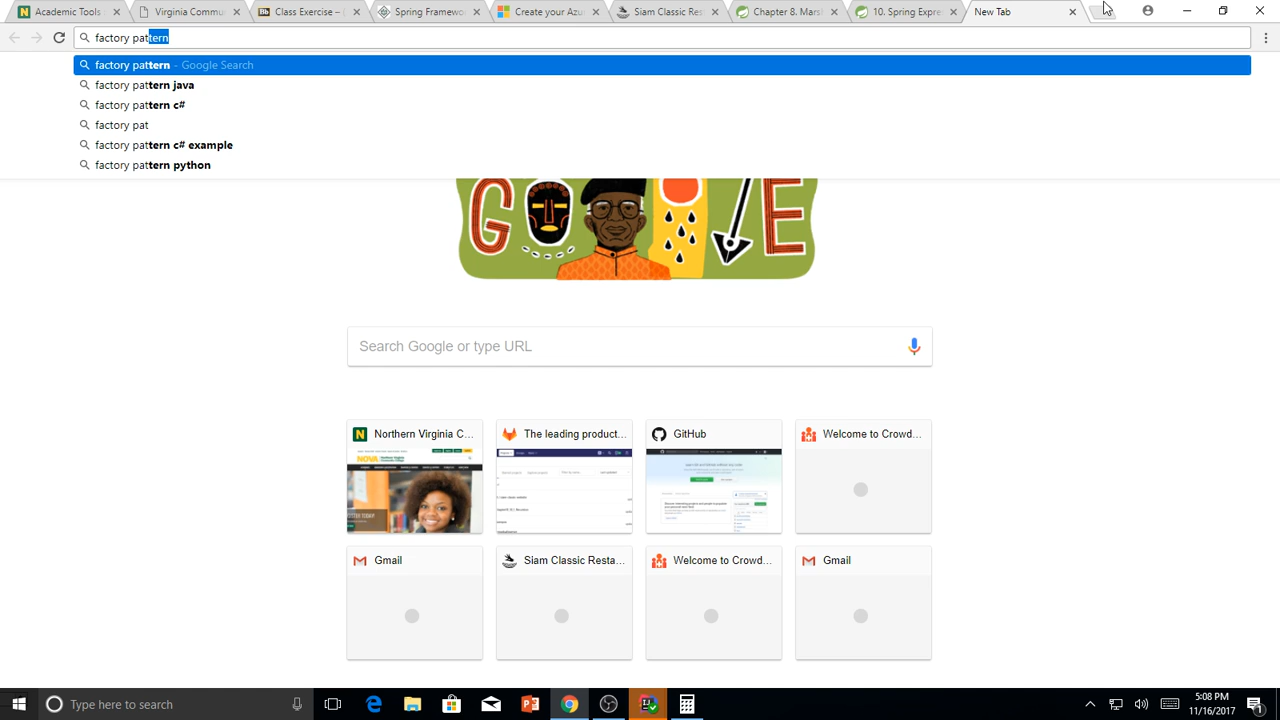 Academic Tools
Virginia Commu
Class Exercise – (
Spring Framewo
Create your Azu
Siam Classic Res
Chapter 8. Mars
10. Spring Expre
New Tab
factory pattern
factory pattern - Google Search
factory pattern java
factory pattern c#
factory pat
factory pattern c# example
factory pattern python
Search Google or type URL
Northern Virginia C...
The leading product...
GitHub
Welcome to Crowd...
NOVA
Gmail
Siam Classic Resta...
Welcome to Crowd...
Gmail
Type here to search
5:08 PM
11/16/2017